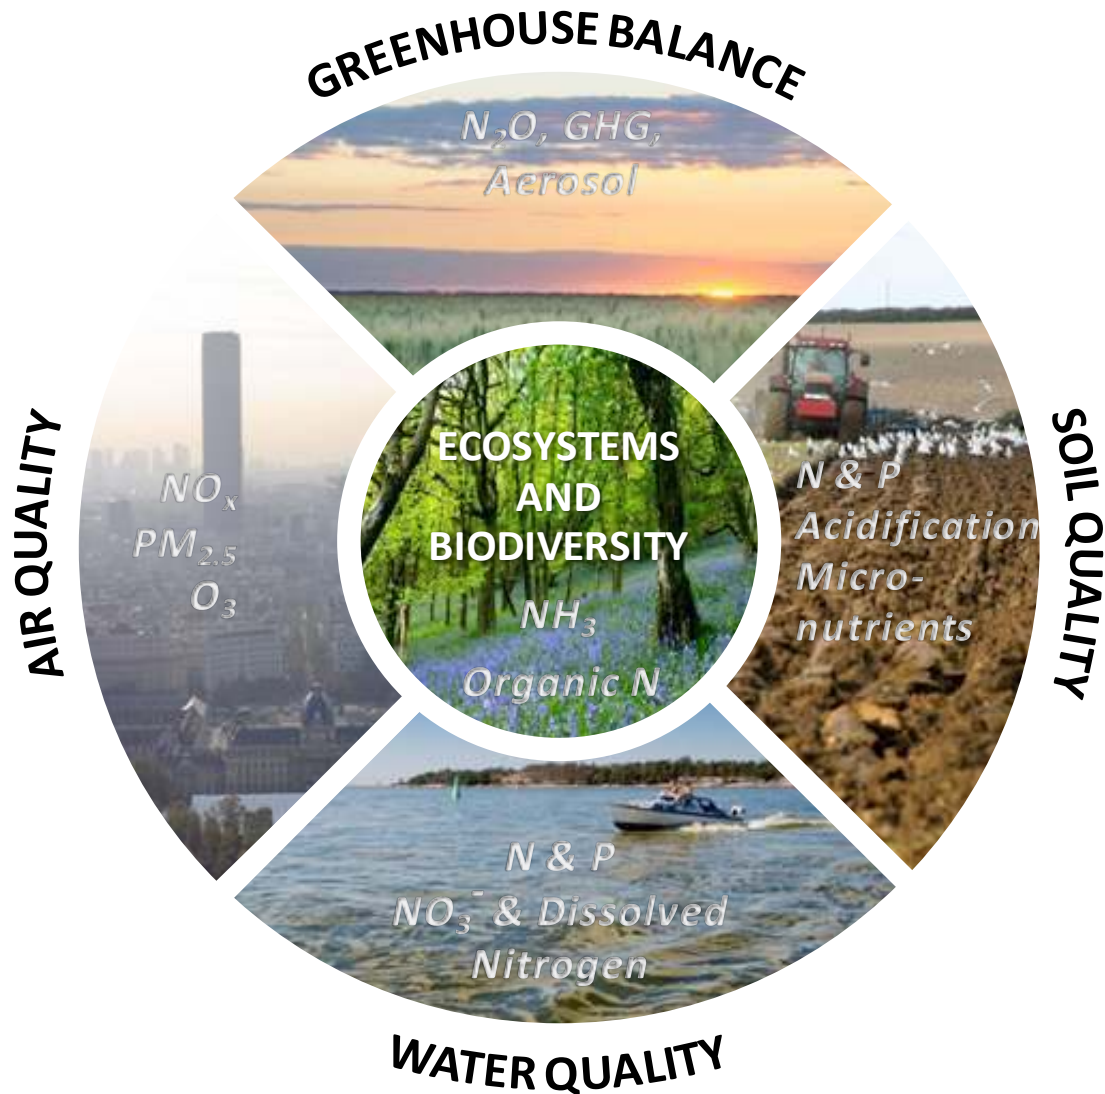 GREENHOUSE BALANCE
N₂O, GHG,
Aerosol
AIR QUALITY
NOₓ
PM₂.₅
O₃
ECOSYSTEMS
AND
BIODIVERSITY
NH₃
Organic N
SOIL QUALITY
N & P
Acidification
Micro-
nutrients
N & P
NO₃⁻ & Dissolved
Nitrogen
WATER QUALITY